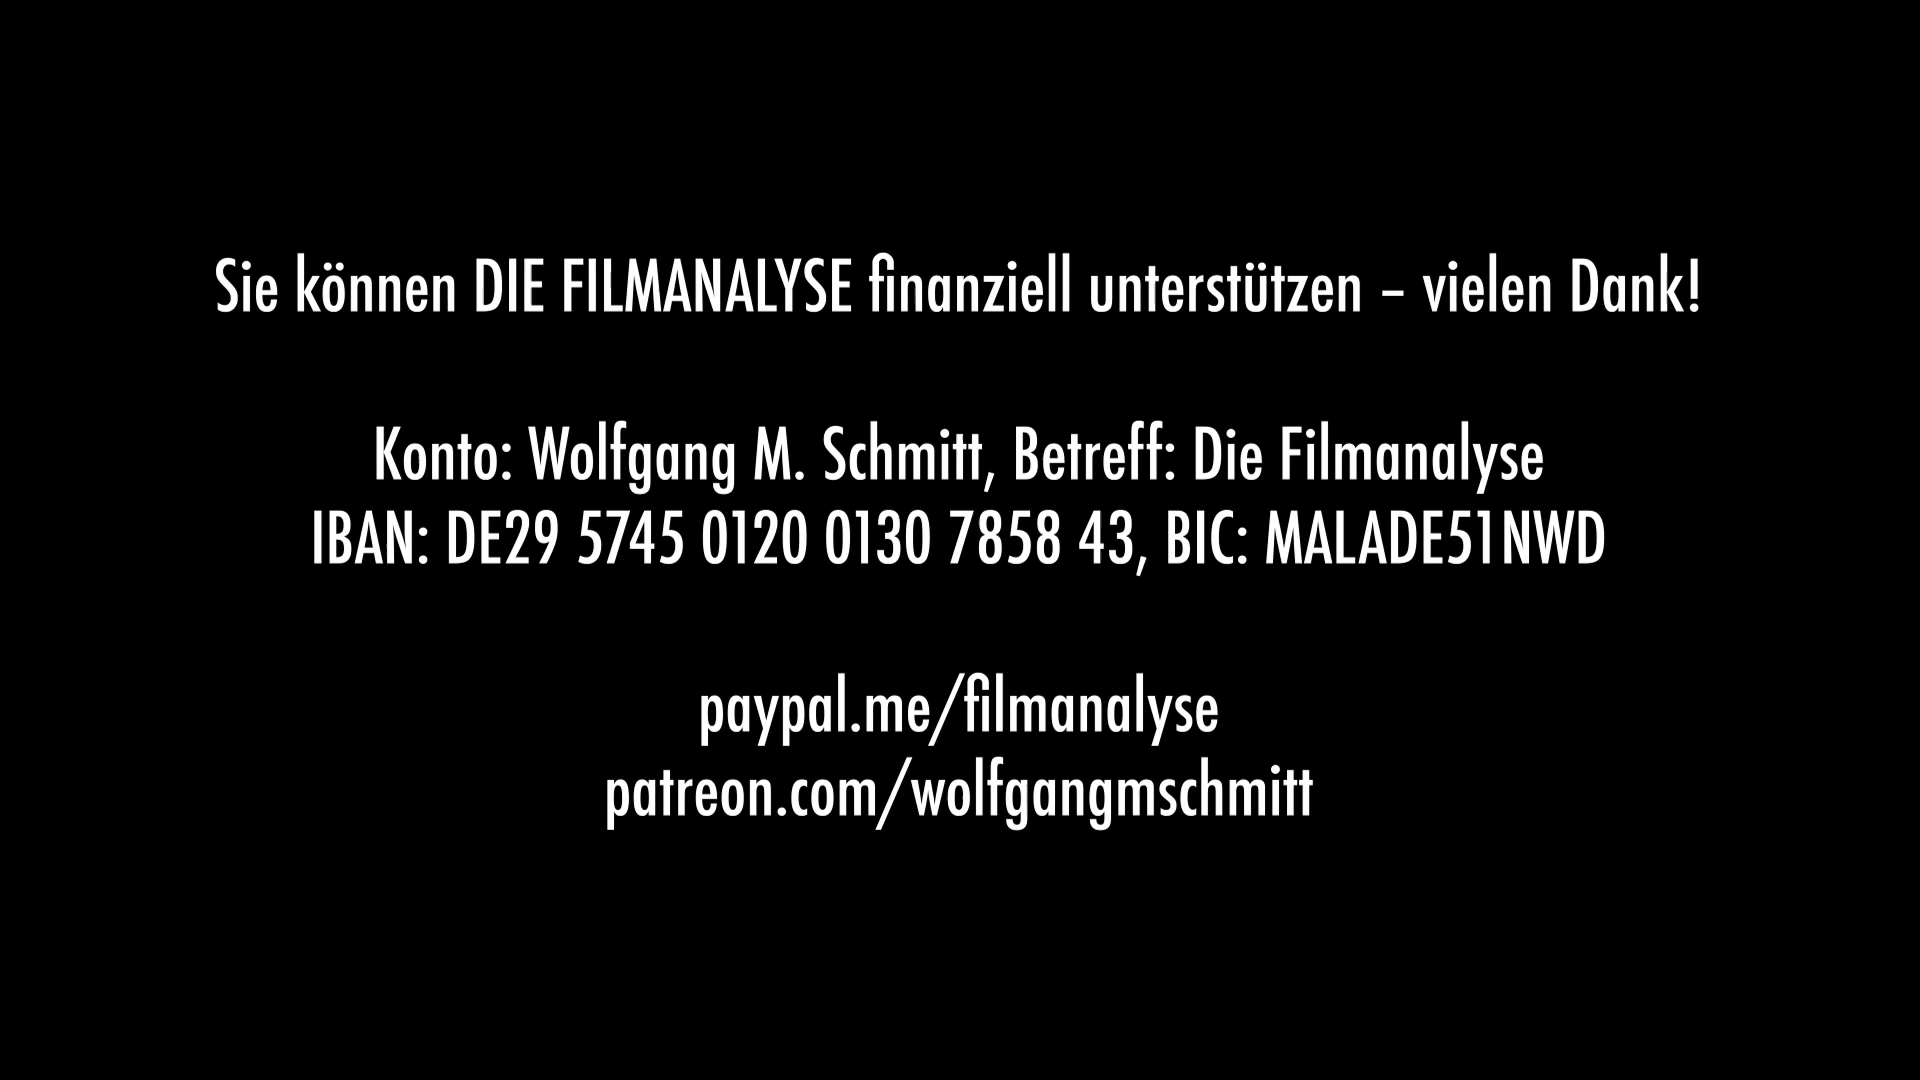 Sie können DIE FILMANALYSE finanziell unterstützen – vielen Dank!
Konto: Wolfgang M. Schmitt, Betreff: Die Filmanalyse
IBAN: DE29 5745 0120 0130 7858 43, BIC: MALADE51NWD
paypal.me/filmanalyse
patreon.com/wolfgangmschmitt